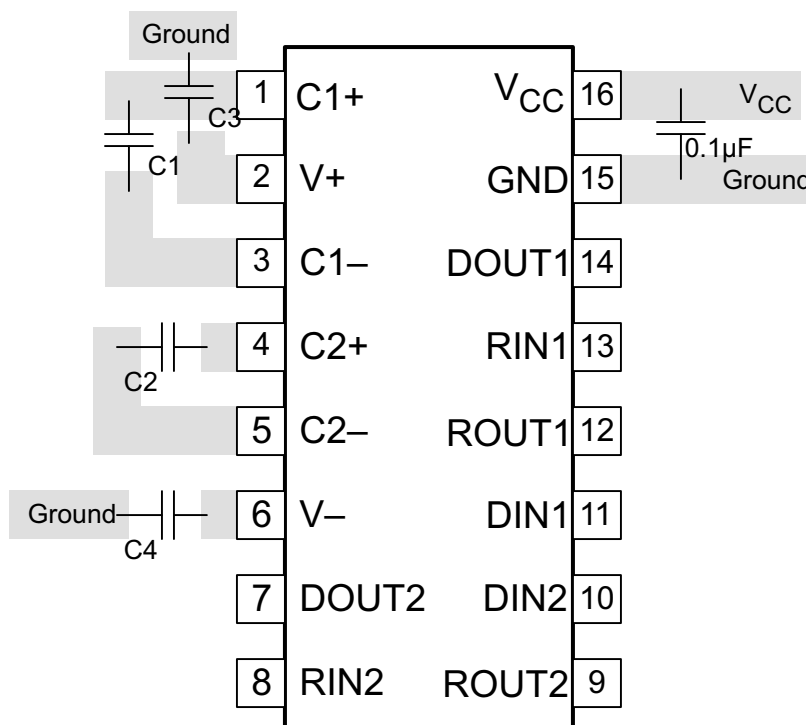 Ground
1 C1+ VCC 16 VCC
C3
C1 0.1µF
2 V+ GND 15 Ground
3 C1– DOUT1 14
4 C2+ RIN1 13
C2
5 C2– ROUT1 12
Ground 6 V– DIN1 11
C4
7 DOUT2 DIN2 10
8 RIN2 ROUT2 9